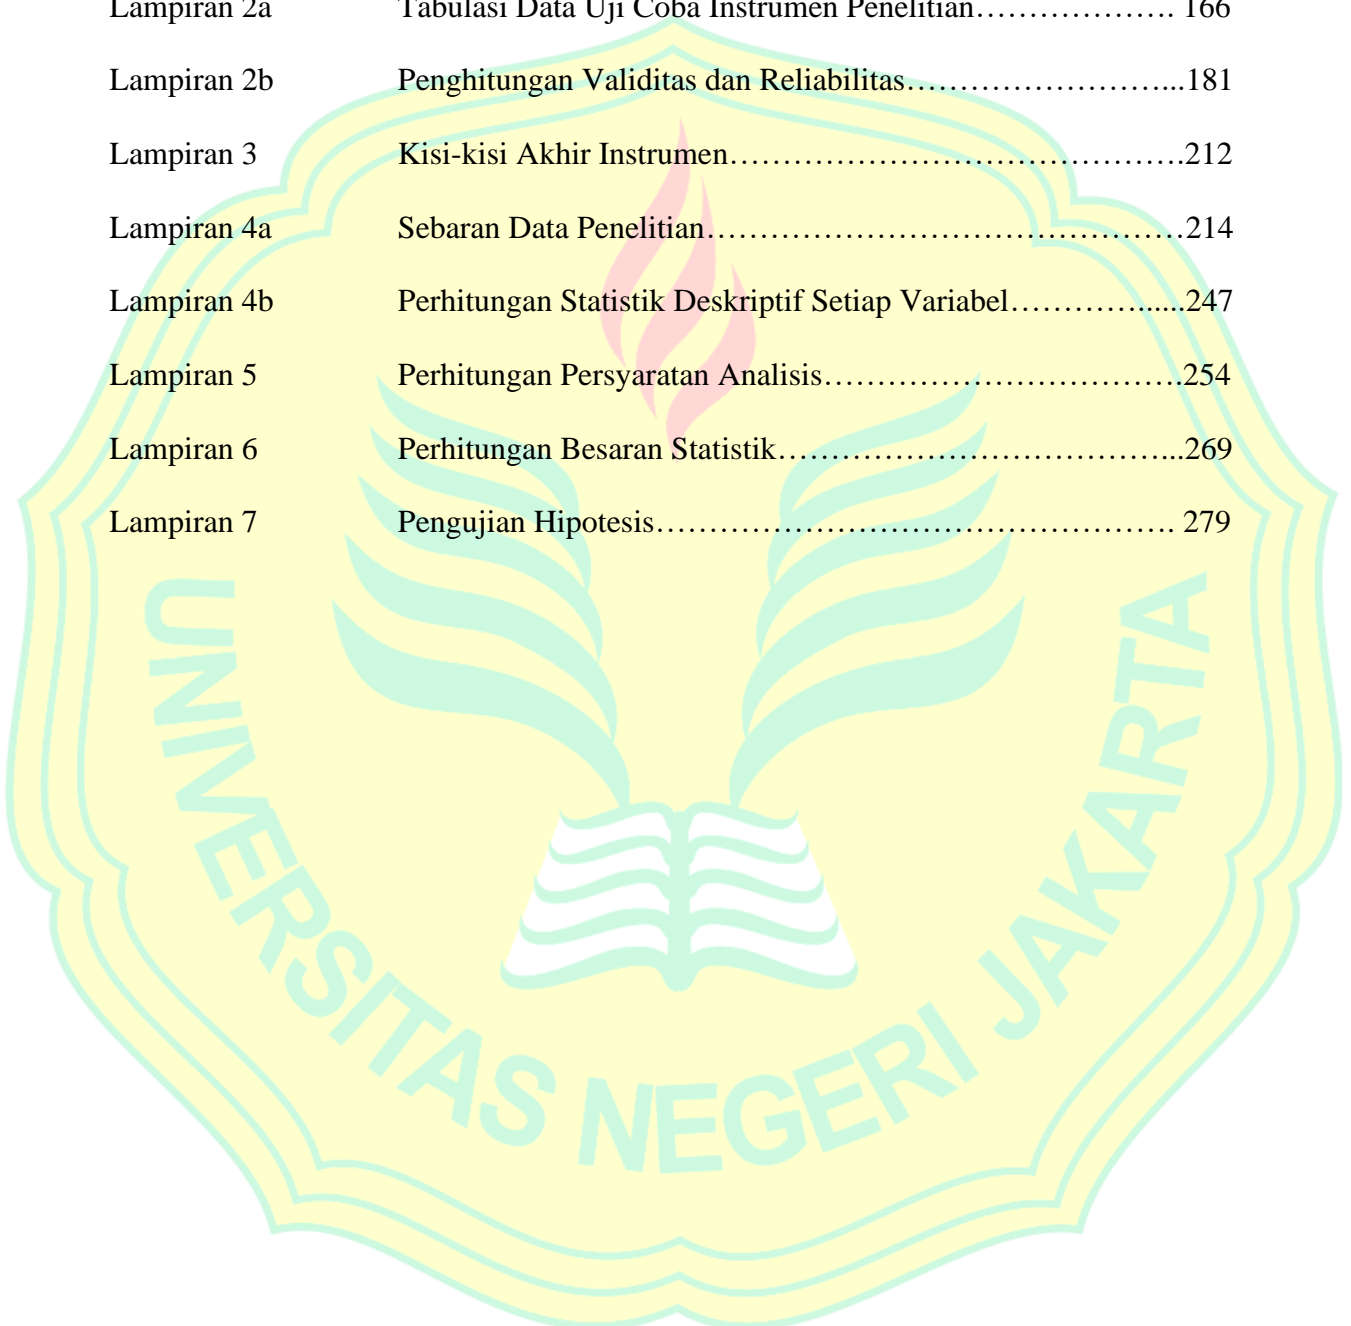 Lampiran 2a Tabulasi Data Uji Coba Instrumen Penelitian………………. 166
Lampiran 2b Penghitungan Validitas dan Reliabilitas……………………...181
Lampiran 3 Kisi-kisi Akhir Instrumen…………………………………….212
Lampiran 4a Sebaran Data Penelitian………………………………………214
Lampiran 4b Perhitungan Statistik Deskriptif Setiap Variabel…………......247
Lampiran 5 Perhitungan Persyaratan Analisis…………………………….254
Lampiran 6 Perhitungan Besaran Statistik………………………………...269
Lampiran 7 Pengujian Hipotesis…………………………………………. 279
UNIVERSITAS NEGERI JAKARTA